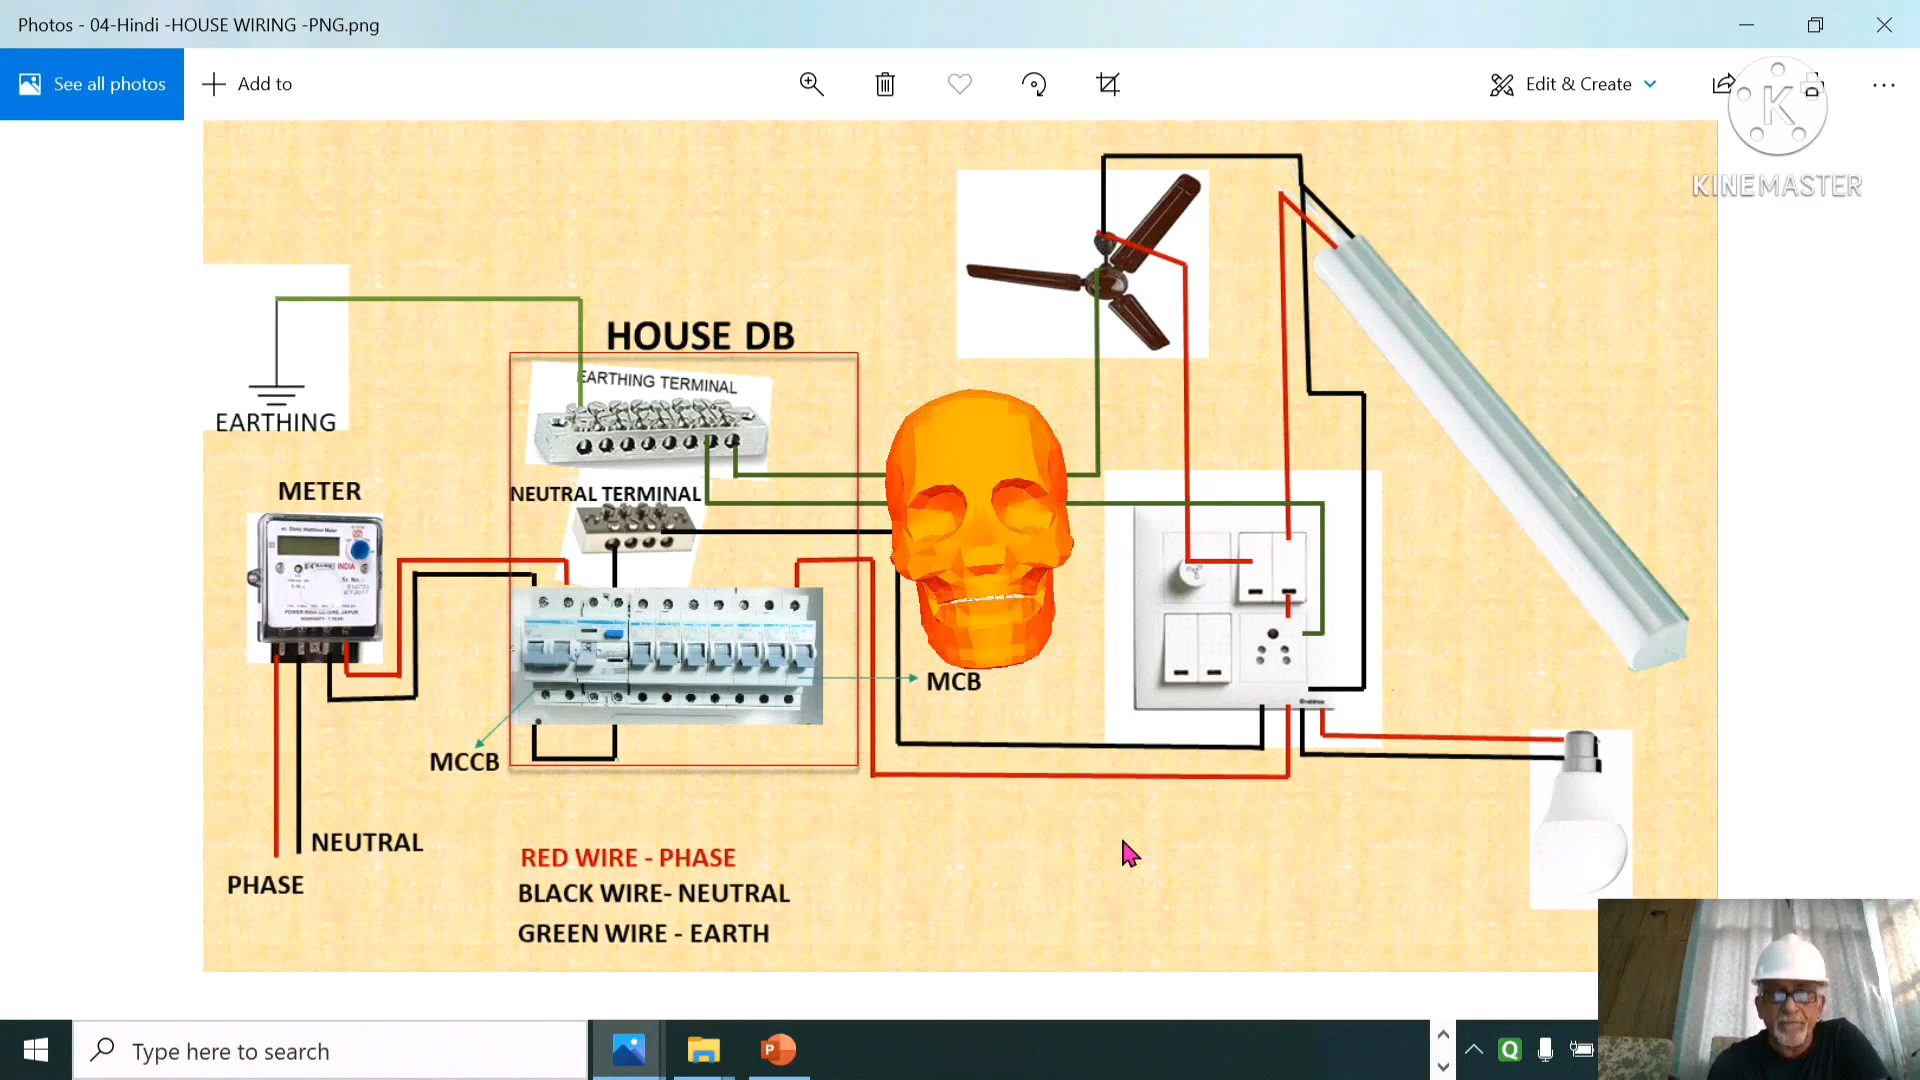 Photos - 04-Hindi -HOUSE WIRING -PNG.png
See all photos
Add to
Edit & Create
KINEMASTER
HOUSE DB
EARTHING TERMINAL
EARTHING
METER
NEUTRAL TERMINAL
INDIA
MCB
MCCB
NEUTRAL
PHASE
RED WIRE - PHASE
BLACK WIRE- NEUTRAL
GREEN WIRE - EARTH
Type here to search